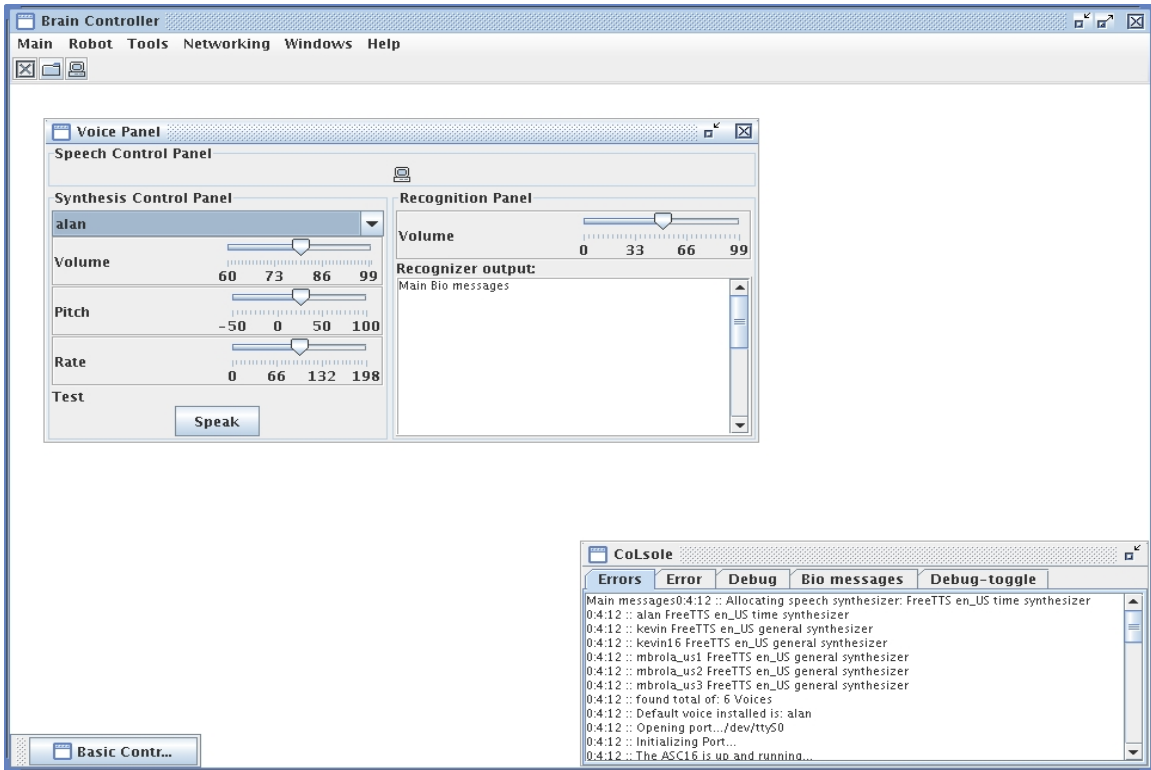 Brain Controller
Main Robot Tools Networking Windows Help
Voice Panel
Speech Control Panel
Synthesis Control Panel
alan
Volume
60 73 86 99
Pitch
-50 0 50 100
Rate
0 66 132 198
Test
Speak
Recognition Panel
Volume
0 33 66 99
Recognizer output:
Main Bio messages
CoLsole
Errors Error Debug Bio messages Debug-toggle
Main messages0:4:12 :: Allocating speech synthesizer: FreeTTS en_US time synthesizer
0:4:12 :: alan FreeTTS en_US time synthesizer
0:4:12 :: kevin FreeTTS en_US general synthesizer
0:4:12 :: kevin16 FreeTTS en_US general synthesizer
0:4:12 :: mbrola_us1 FreeTTS en_US general synthesizer
0:4:12 :: mbrola_us2 FreeTTS en_US general synthesizer
0:4:12 :: mbrola_us3 FreeTTS en_US general synthesizer
0:4:12 :: found total of: 6 Voices
0:4:12 :: Default voice installed is: alan
0:4:12 :: Opening port.../dev/ttyS0
0:4:12 :: Initializing Port...
0:4:12 :: The ASC16 is up and running...
Basic Contr...